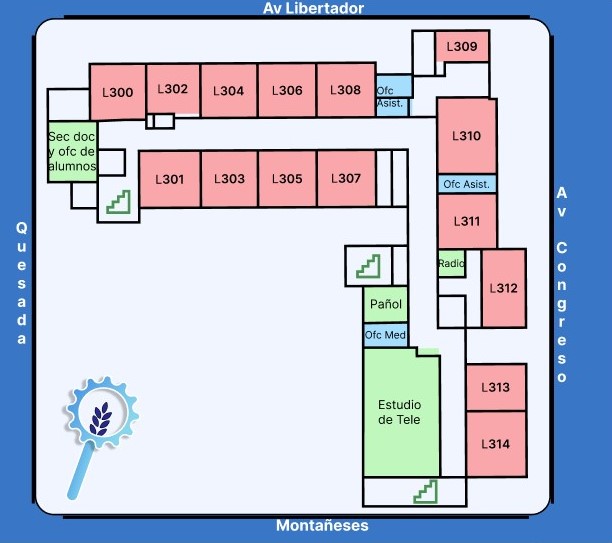 Av Libertador
L309
L300
L302
L304
L306
L308
Ofc
Asist.
L310
Sec doc
y ofc de
alumnos
L301
L303
L305
L307
Ofc Asist.
L311
Radio
L312
Pañol
Ofc Med
Estudio
de Tele
L313
L314
Quesada
Av Congreso
Montañeses